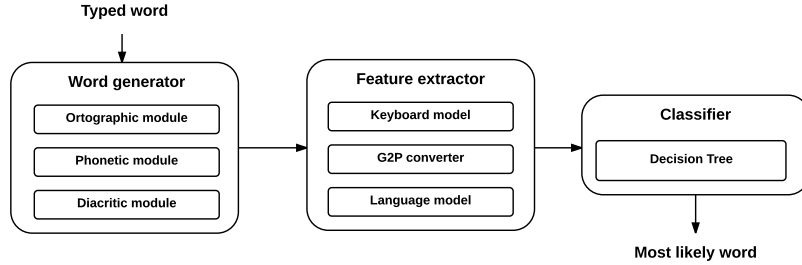 Typed word
Word generator
Ortographic module
Phonetic module
Diacritic module
Feature extractor
Keyboard model
G2P converter
Language model
Classifier
Decision Tree
Most likely word